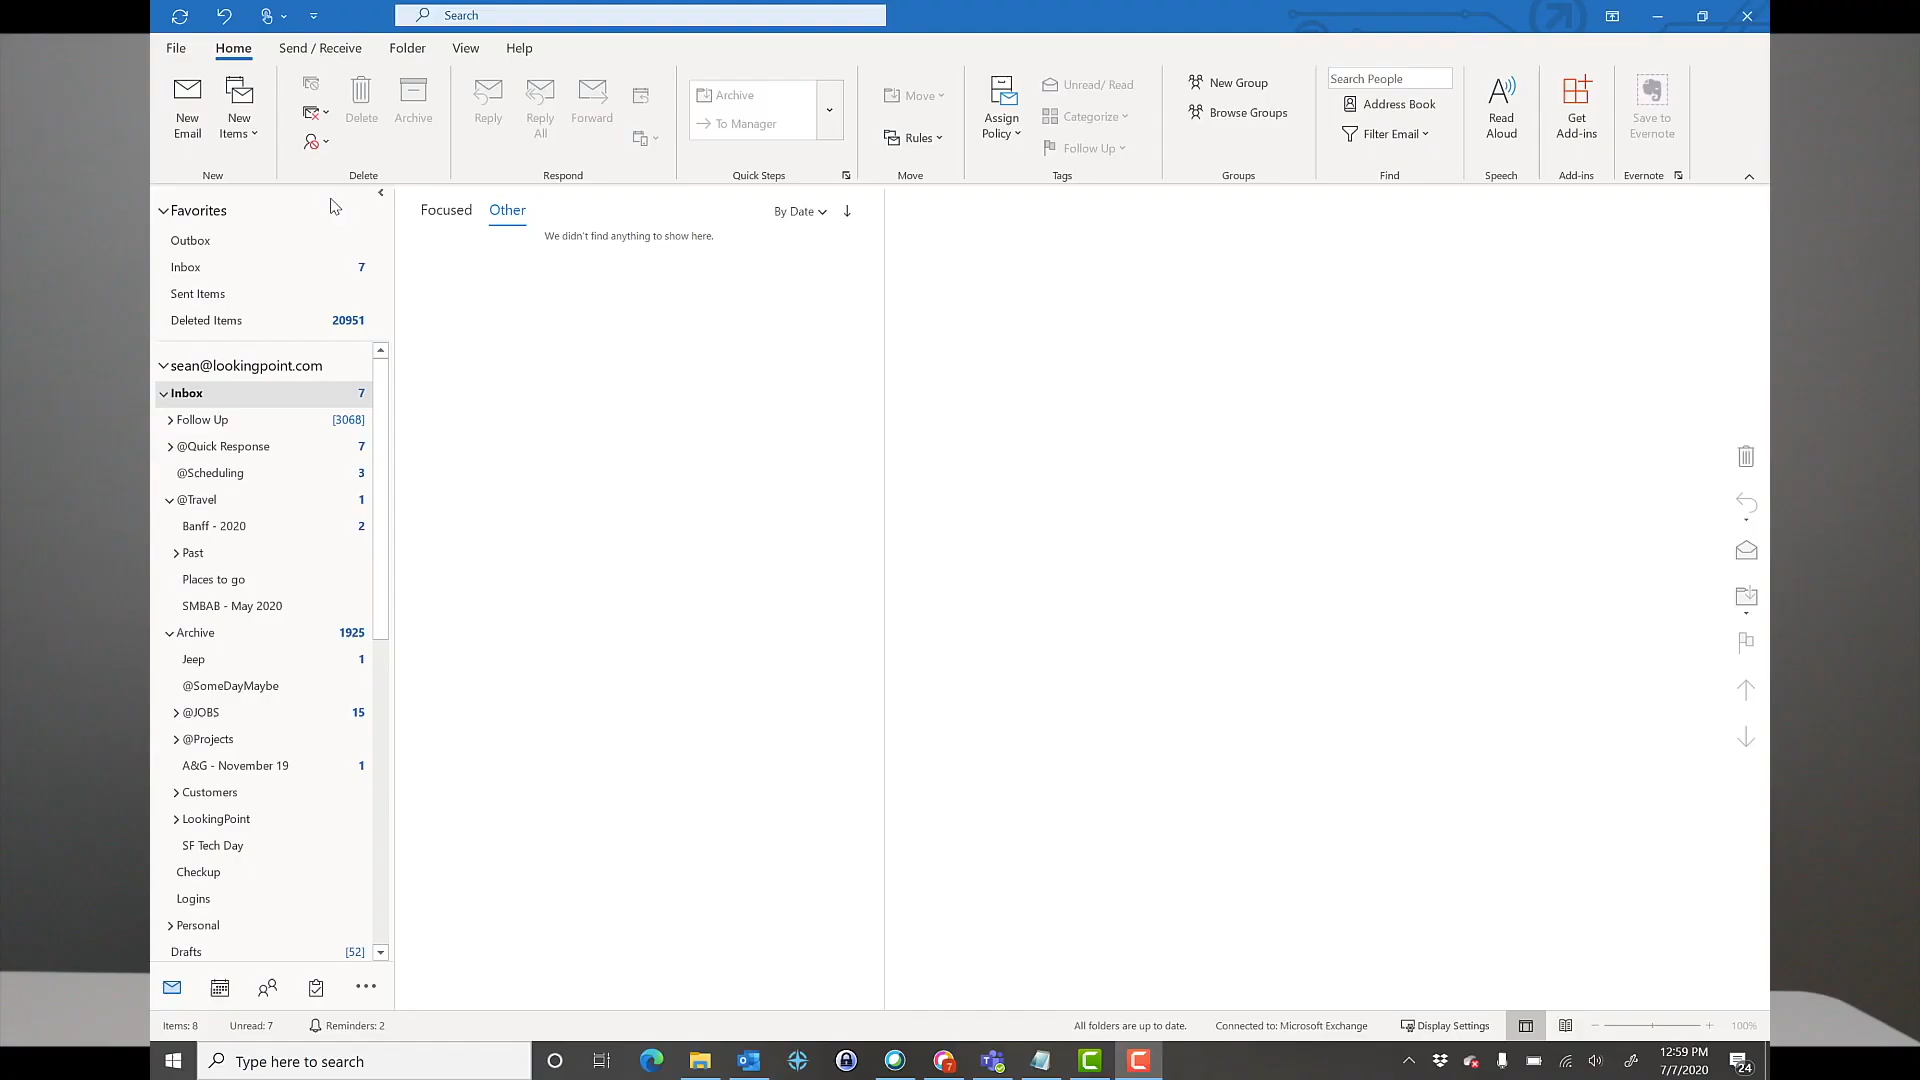 Search
File Home Send / Receive Folder View Help
New Email
New Items
Delete
Archive
Reply
Reply All
Forward
Archive
To Manager
Move
Rules
Assign Policy
Unread/ Read
Categorize
Follow Up
New Group
Browse Groups
Search People
Address Book
Filter Email
Read Aloud
Get Add-ins
Save to Evernote
New Delete Respond Quick Steps Move Tags Groups Find Speech Add-ins Evernote
Favorites
Outbox
Inbox 7
Sent Items
Deleted Items 20951
sean@lookingpoint.com
Inbox 7
Follow Up [3068]
@Quick Response 7
@Scheduling 3
@Travel 1
Banff - 2020 2
Past
Places to go
SMBAB - May 2020
Archive 1925
Jeep 1
@SomeDayMaybe
@JOBS 15
@Projects
A&G - November 19 1
Customers
LookingPoint
SF Tech Day
Checkup
Logins
Personal
Drafts [52]
Focused Other By Date
We didn't find anything to show here.
Items: 8 Unread: 7 Reminders: 2 All folders are up to date. Connected to: Microsoft Exchange Display Settings 100%
Type here to search
7
12:59 PM
7/7/2020
24